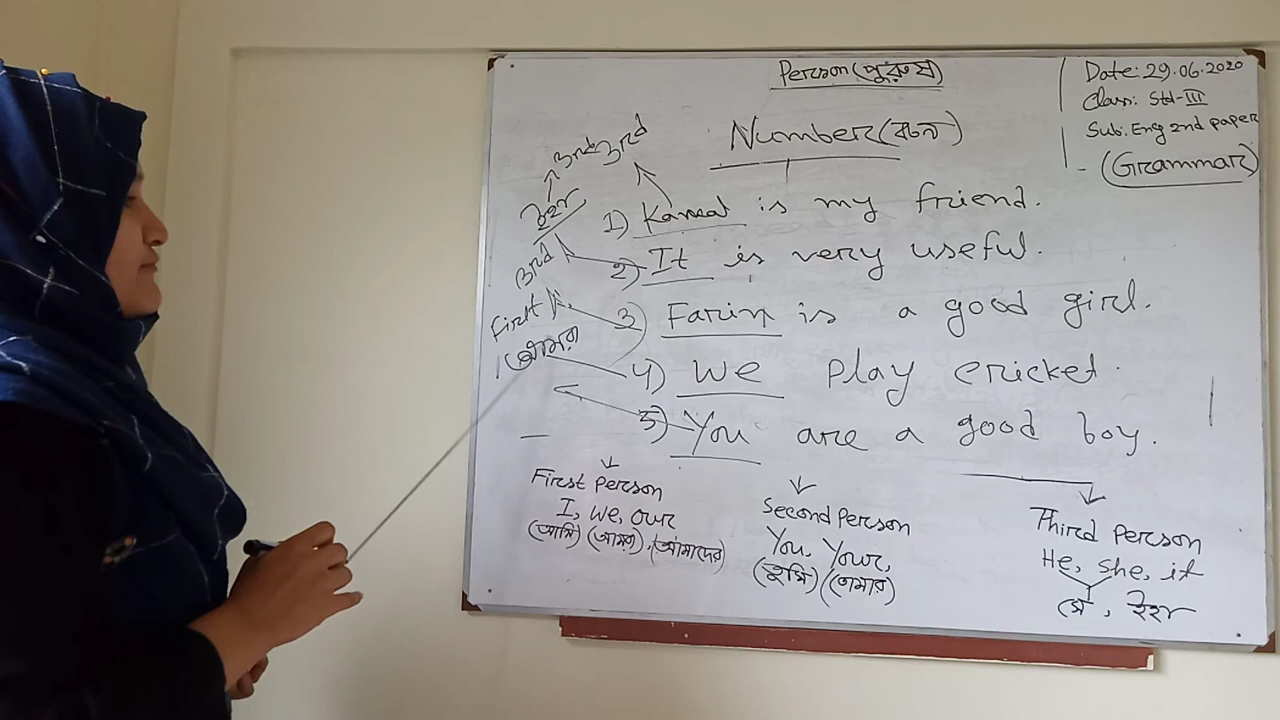 Person (পুরুষ)
Date: 29.06.2020
Class: Std-III
Sub: Eng 2nd paper
(Grammar)
Number (বচন)
1) Kamal is my friend.
2) It is very useful.
3) Farin is a good girl.
4) We play cricket.
5) You are a good boy.
3rd 3rd
ইহা
3rd
First
আমরা
First Person
I, We, our
(আমি) (আমরা), (আমাদের)
Second Person
You, Your,
(তুমি) (তোমার)
Third Person
He, she, it
সে, ইহা